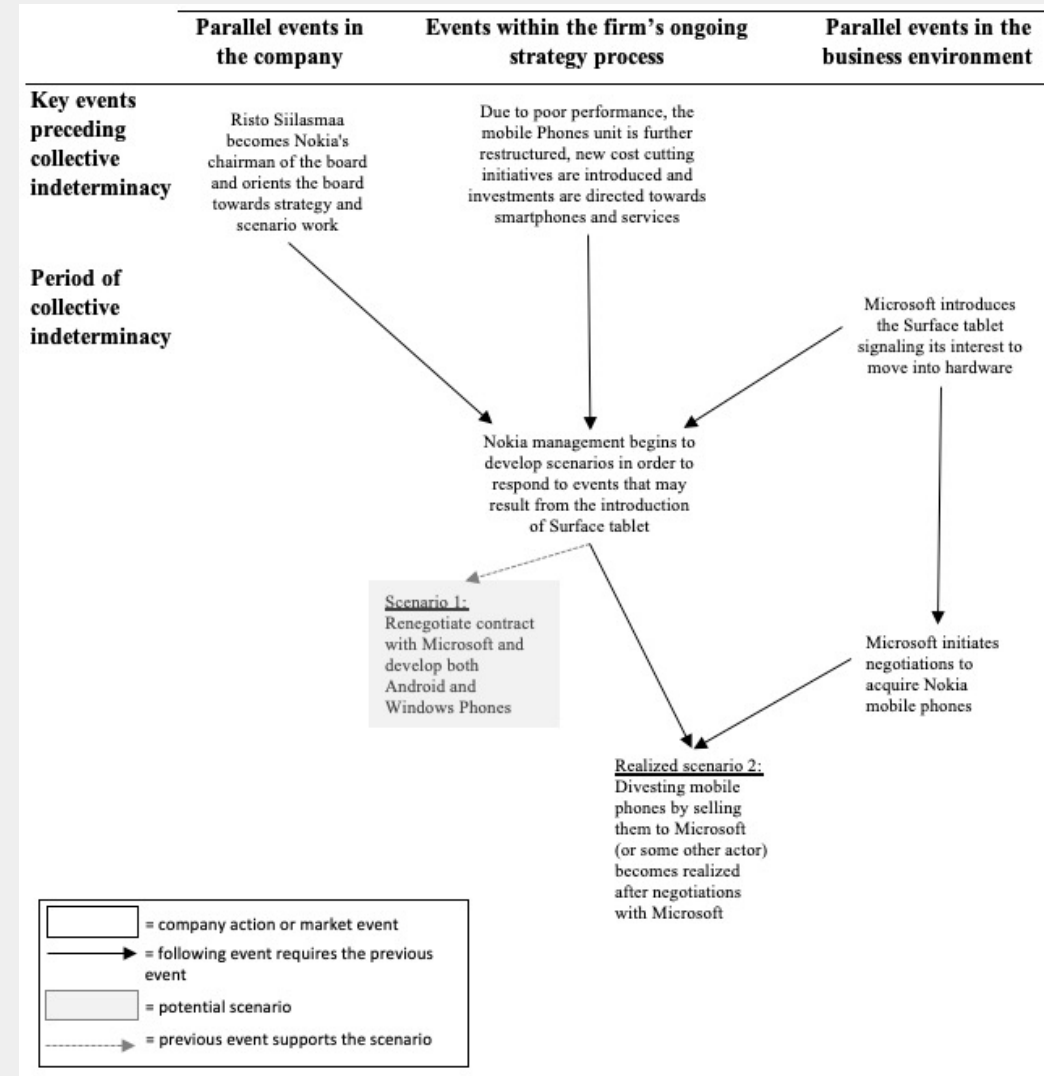 Parallel events in
the company
Events within the firm’s ongoing
strategy process
Parallel events in the
business environment
Key events
preceding
collective
indeterminacy
Risto Siilasmaa
becomes Nokia's
chairman of the board
and orients the board
towards strategy and
scenario work
Due to poor performance, the
mobile Phones unit is further
restructured, new cost cutting
initiatives are introduced and
investments are directed towards
smartphones and services
Period of
collective
indeterminacy
Microsoft introduces
the Surface tablet
signaling its interest to
move into hardware
Nokia management begins to
develop scenarios in order to
respond to events that may
result from the introduction
of Surface tablet
Scenario 1:
Renegotiate contract
with Microsoft and
develop both
Android and
Windows Phones
Microsoft initiates
negotiations to
acquire Nokia
mobile phones
Realized scenario 2:
Divesting mobile
phones by selling
them to Microsoft
(or some other actor)
becomes realized
after negotiations
with Microsoft
= company action or market event
= following event requires the previous
event
= potential scenario
= previous event supports the scenario